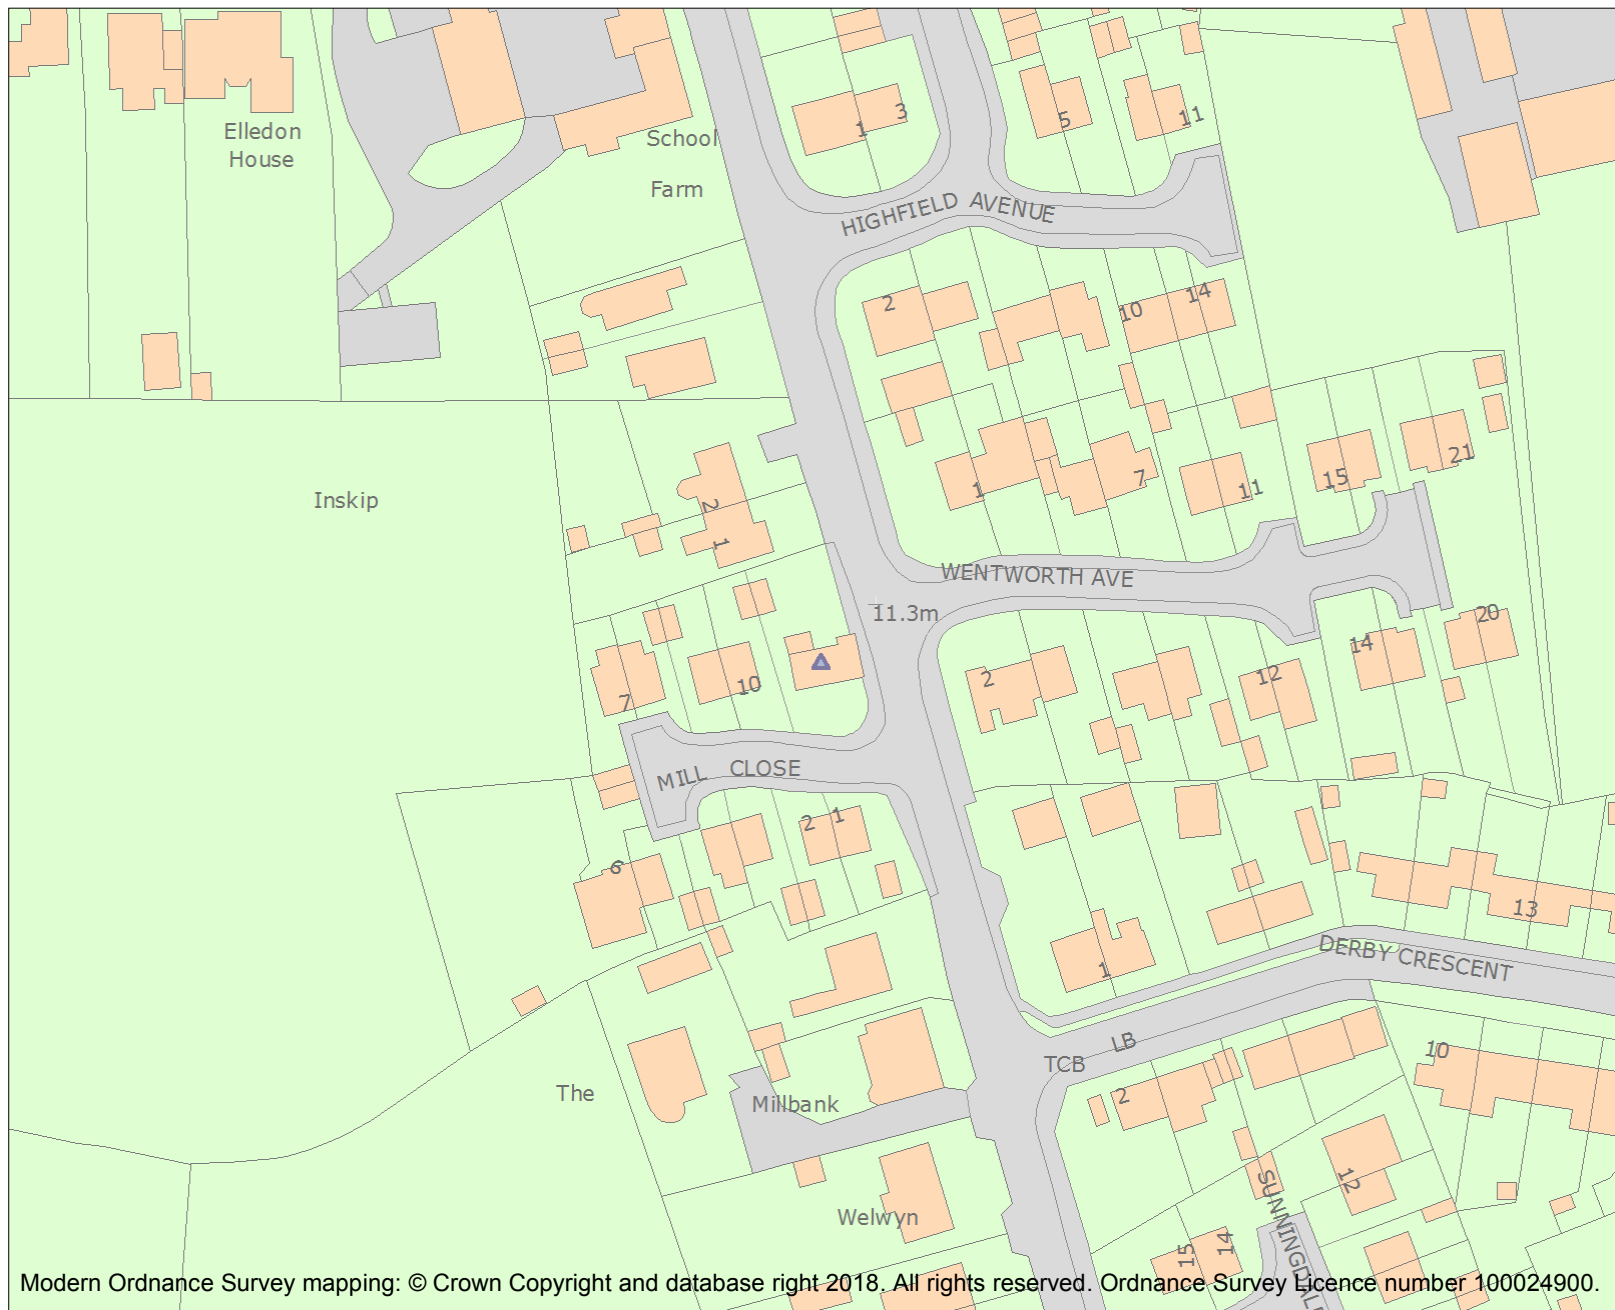 Elledon
House
School
Farm
1
3
5
11
HIGHFIELD AVENUE
2
10
14
Inskip
2
1
1
7
11
15
21
WENTWORTH AVE
11.3m
7
10
2
12
14
20
MILL CLOSE
2
1
6
1
13
DERBY CRESCENT
TCB
LB
2
10
The
Millbank
Welwyn
12
15
14
Modern Ordnance Survey mapping: © Crown Copyright and database right 2018. All rights reserved. Ordnance Survey Licence number 100024900.